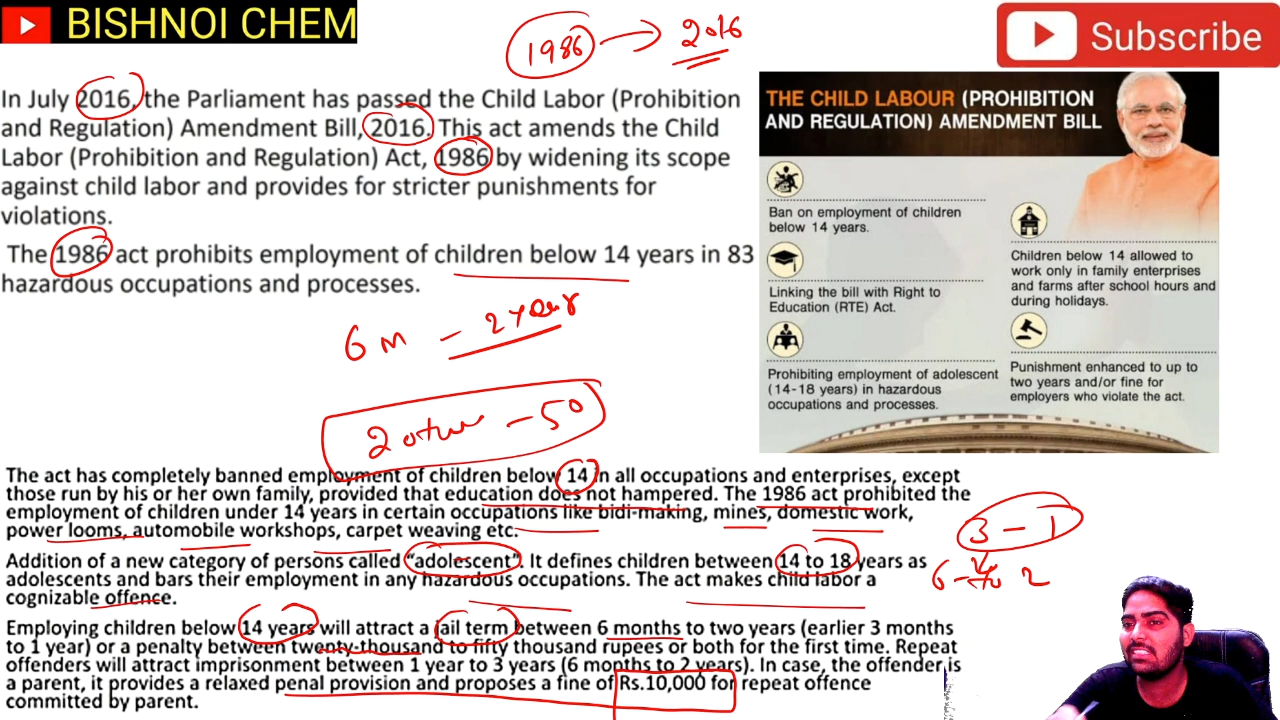 BISHNOI CHEM
1986 → 2016
Subscribe
In July 2016, the Parliament has passed the Child Labor (Prohibition
and Regulation) Amendment Bill, 2016. This act amends the Child
Labor (Prohibition and Regulation) Act, 1986 by widening its scope
against child labor and provides for stricter punishments for
violations.
The 1986 act prohibits employment of children below 14 years in 83
hazardous occupations and processes.
6 m – 2 year
THE CHILD LABOUR (PROHIBITION
AND REGULATION) AMENDMENT BILL
Ban on employment of children
below 14 years.
Linking the bill with Right to
Education (RTE) Act.
Prohibiting employment of adolescent
(14-18 years) in hazardous
occupations and processes.
Children below 14 allowed to
work only in family enterprises
and farms after school hours and
during holidays.
Punishment enhanced to up to
two years and/or fine for
employers who violate the act.
– 50
The act has completely banned employment of children below 14 in all occupations and enterprises, except
those run by his or her own family, provided that education does not hampered. The 1986 act prohibited the
employment of children under 14 years in certain occupations like bidi-making, mines, domestic work,
power looms, automobile workshops, carpet weaving etc.
Addition of a new category of persons called “adolescent”. It defines children between 14 to 18 years as
adolescents and bars their employment in any hazardous occupations. The act makes child labor a
cognizable offence.
3 – 1
6 – to 2
Employing children below 14 years will attract a jail term between 6 months to two years (earlier 3 months
to 1 year) or a penalty between twenty-thousand to fifty thousand rupees or both for the first time. Repeat
offenders will attract imprisonment between 1 year to 3 years (6 months to 2 years). In case, the offender is
a parent, it provides a relaxed penal provision and proposes a fine of Rs.10,000 for repeat offence
committed by parent.